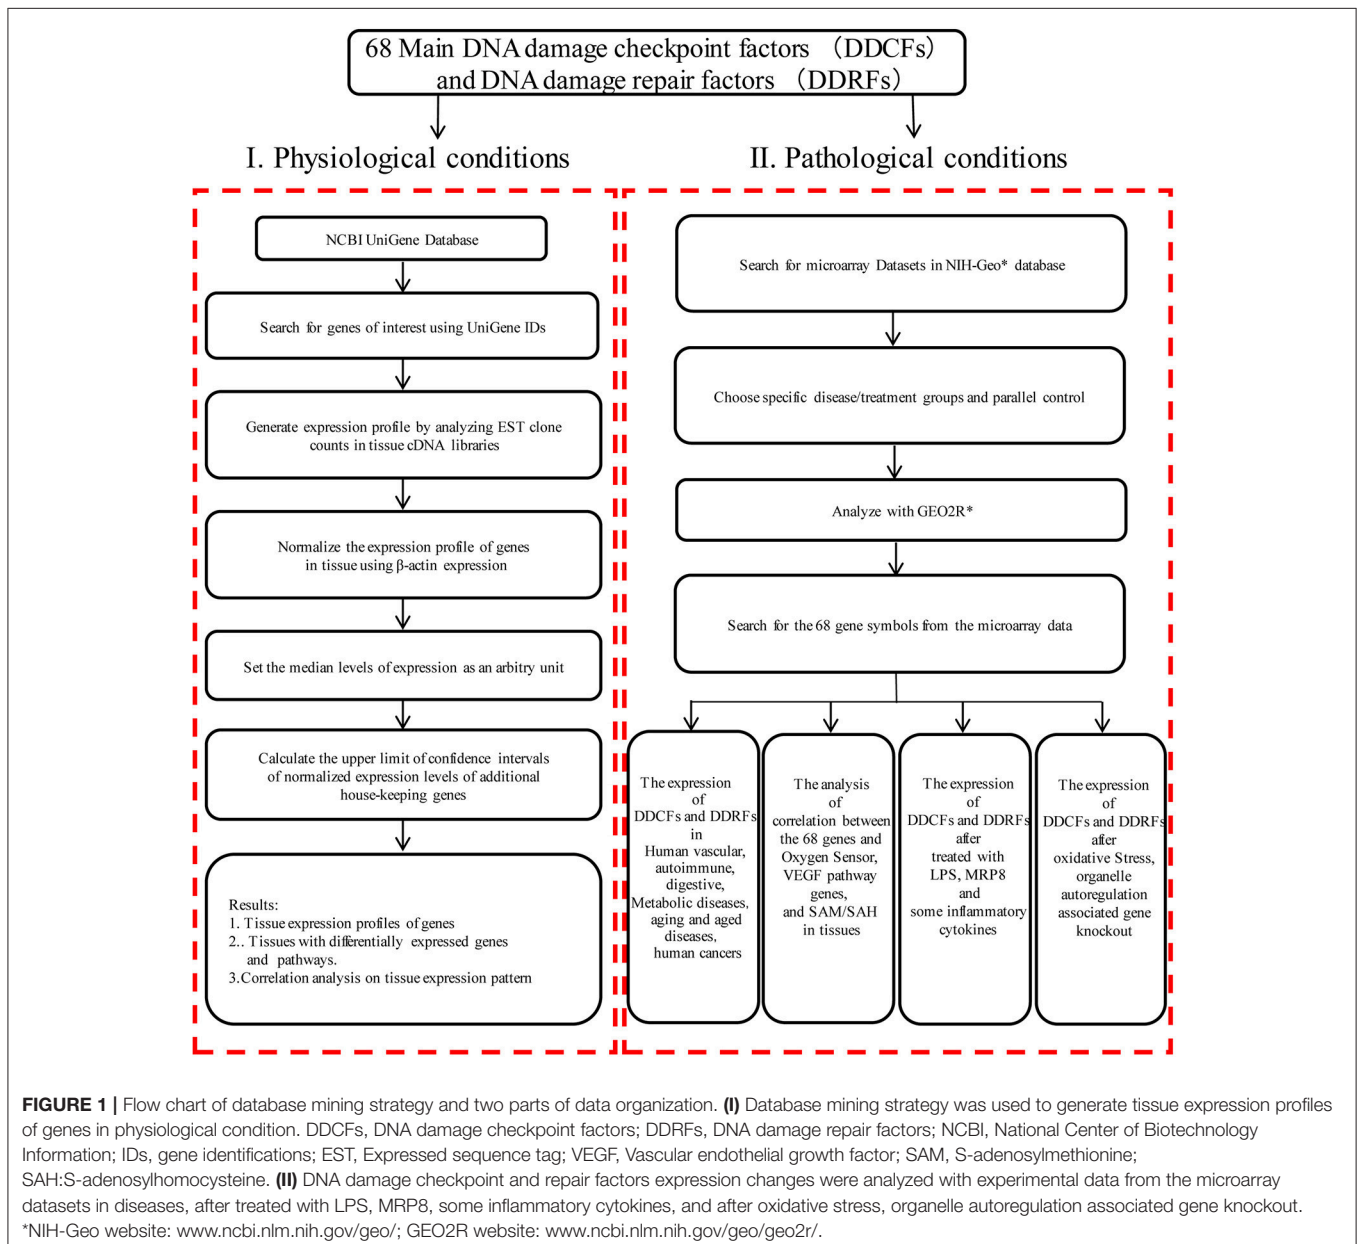 68 Main DNA damage checkpoint factors （DDCFs)
and DNA damage repair factors （DDRFs）
I. Physiological conditions
NCBI UniGene Database
Search for genes of interest using UniGene IDs
Generate expression profile by analyzing EST clone
counts in tissue cDNA libraries
Normalize the expression profile of genes
in tissue using β-actin expression
Set the median levels of expression as an arbitry unit
Calculate the upper limit of confidence intervals
of normalized expression levels of additional
house-keeping genes
Results:
1. Tissue expression profiles of genes
2.. Tissues with differentially expressed genes
and pathways.
3.Correlation analysis on tissue expression pattern
II. Pathological conditions
Search for microarray Datasets in NIH-Geo* database
Choose specific disease/treatment groups and parallel control
Analyze with GEO2R*
Search for the 68 gene symbols from the microarray data
The expression
of
DDCFs and DDRFs
in
Human vascular,
autoimmune,
digestive,
Metabolic diseases,
aging and aged
diseases,
human cancers
The analysis
of
correlation between
the 68 genes and
Oxygen Sensor,
VEGF pathway
genes,
and SAM/SAH
in tissues
The expression
of
DDCFs and DDRFs
after
treated with
LPS, MRP8
and
some inflammatory
cytokines
The expression
of
DDCFs and DDRFs
after
oxidative Stress,
organelle
autoregulation
associated gene
knockout
FIGURE 1 | Flow chart of database mining strategy and two parts of data organization. (I) Database mining strategy was used to generate tissue expression profiles
of genes in physiological condition. DDCFs, DNA damage checkpoint factors; DDRFs, DNA damage repair factors; NCBI, National Center of Biotechnology
Information; IDs, gene identifications; EST, Expressed sequence tag; VEGF, Vascular endothelial growth factor; SAM, S-adenosylmethionine;
SAH:S-adenosylhomocysteine. (II) DNA damage checkpoint and repair factors expression changes were analyzed with experimental data from the microarray
datasets in diseases, after treated with LPS, MRP8, some inflammatory cytokines, and after oxidative stress, organelle autoregulation associated gene knockout.
*NIH-Geo website: www.ncbi.nlm.nih.gov/geo/; GEO2R website: www.ncbi.nlm.nih.gov/geo/geo2r/.